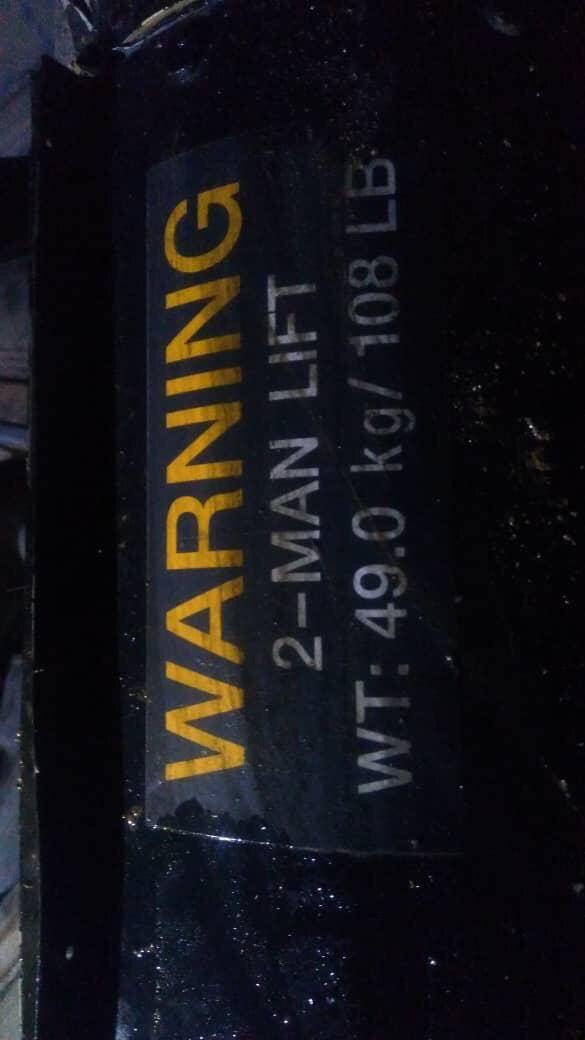 WARNING
2-MAN LIFT
WT: 49.0 kg/ 108 LB